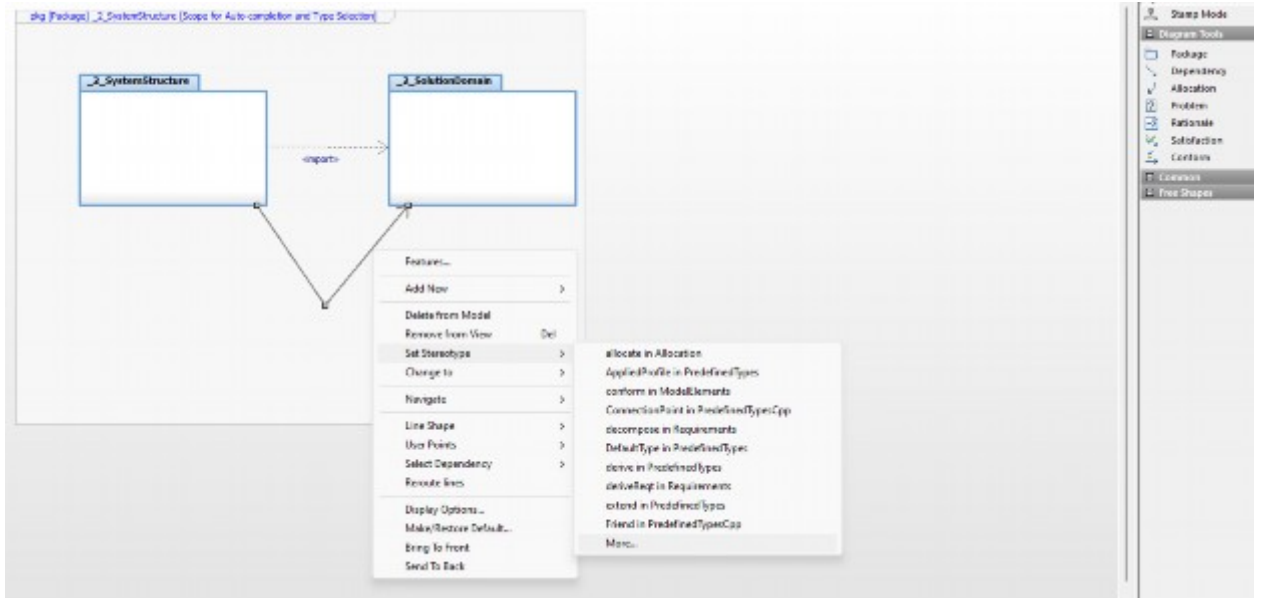 pkg [Package] _2_SystemStructure [Scope for Auto-completion and Type Selection]
_2_SystemStructure
_2_SolutionDomain
«import»
Features...
Add New
Delete from Model
Remove from View Del
Set Stereotype
Change to
Navigate
Line Shape
User Points
Select Dependency
Reroute lines
Display Options...
Make/Restore Default...
Bring To Front
Send To Back
allocate in Allocation
AppliedProfile in PredefinedTypes
conform in ModelElements
ConnectionPoint in PredefinedTypesCpp
decompose in Requirements
DefaultType in PredefinedTypes
derive in PredefinedTypes
deriveReqt in Requirements
extend in PredefinedTypes
Friend in PredefinedTypesCpp
More...
Stamp Mode
Diagram Tools
Package
Dependency
Allocation
Problem
Rationale
Satisfaction
Conform
Common
Free Shapes